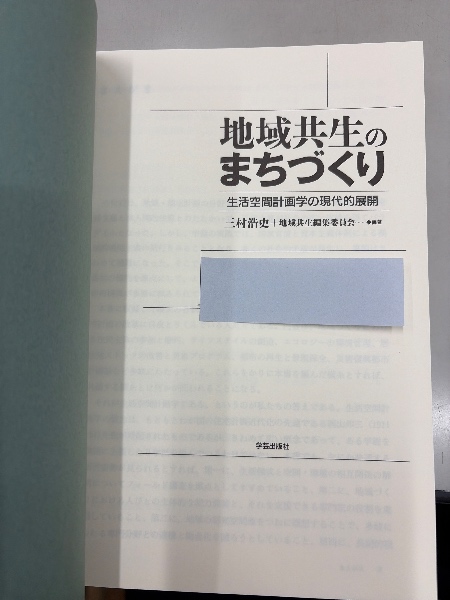 地域共生の
まちづくり
生活空間計画学の現代的展開
三村浩史+地域共生編集委員会…編著
学芸出版社